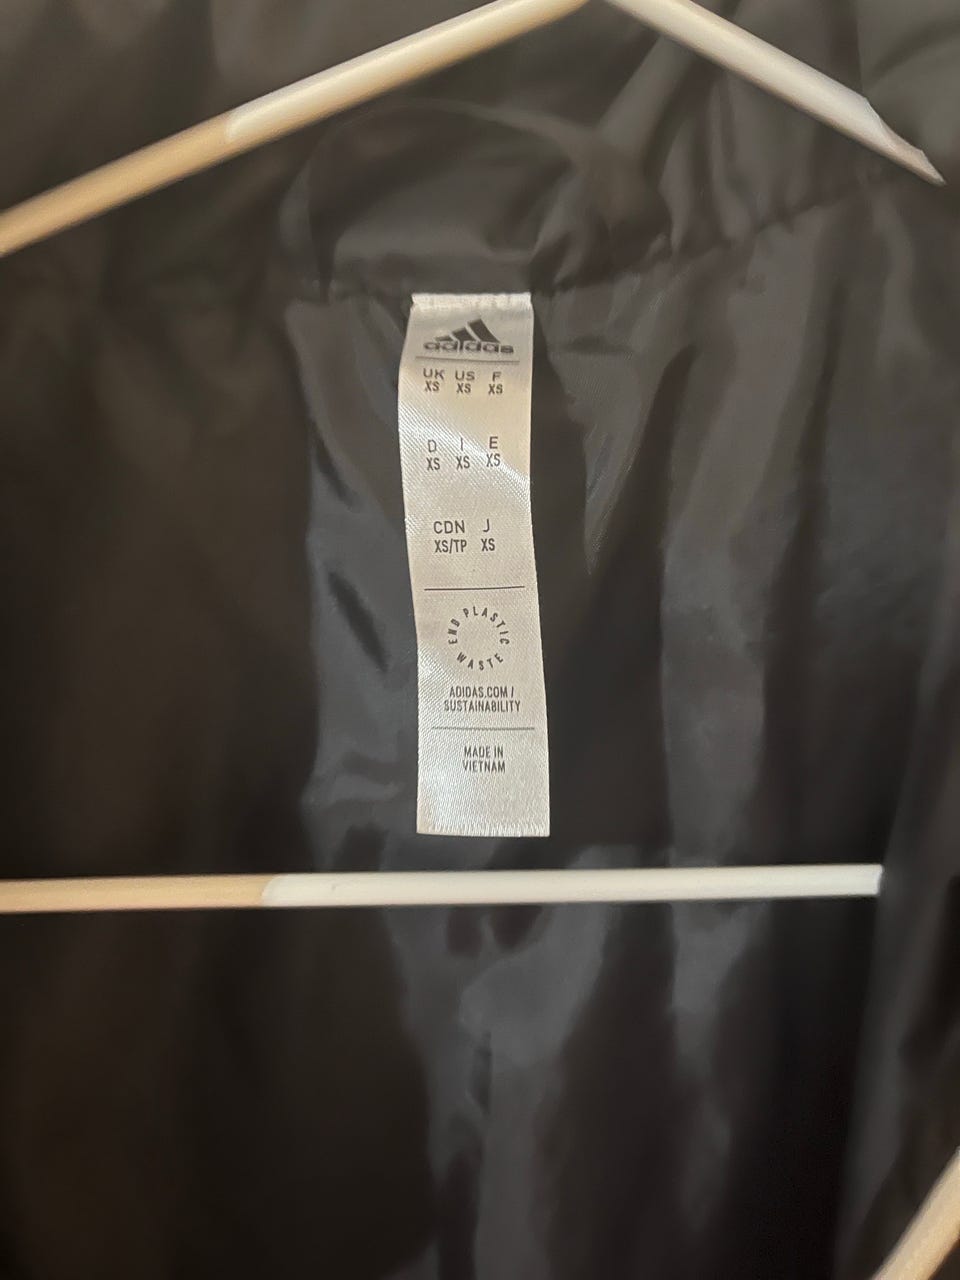 adidas
UK US F
XS XS XS
D I E
XS XS XS
CDN J
XS/TP XS
END PLASTIC WASTE
ADIDAS.COM /
SUSTAINABILITY
MADE IN
VIETNAM